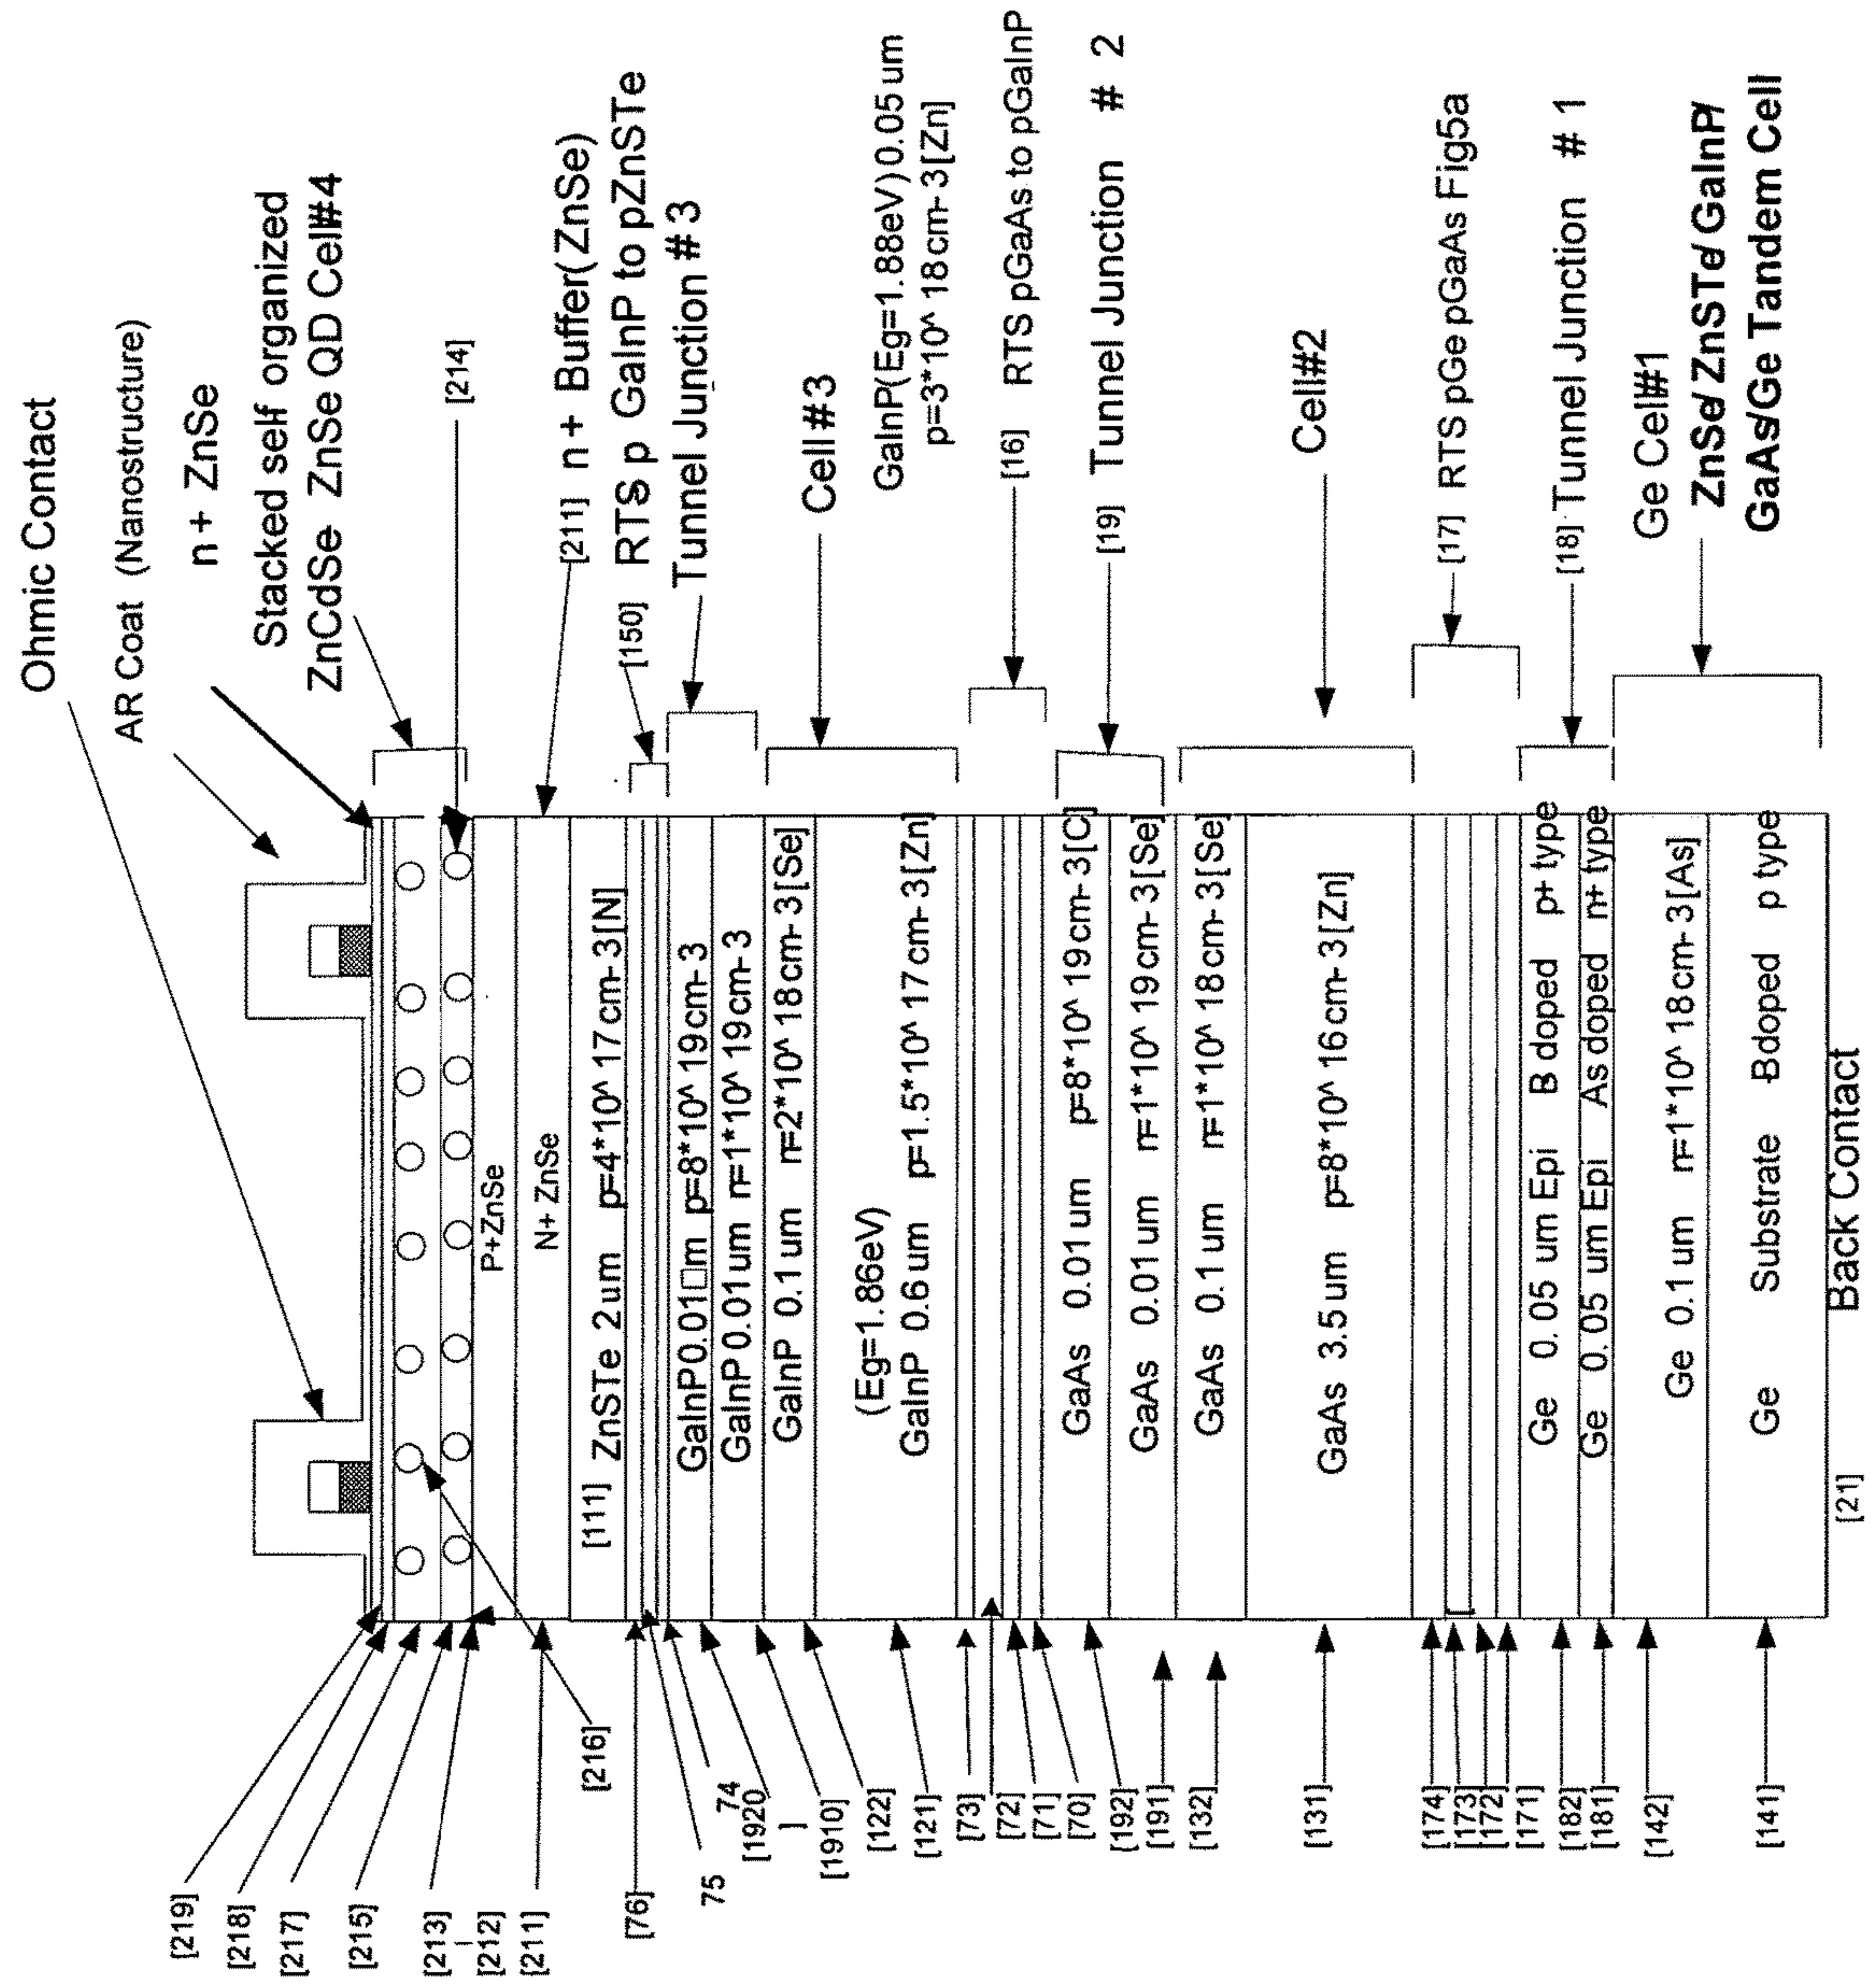 Ohmic Contact
AR Coat (Nanostructure)
n + ZnSe
Stacked self organized
ZnCdSe ZnSe QD Cell#4
[214]
[211] n + Buffer(ZnSe)
[150] RTS p GaInP to pZnSTe
Tunnel Junction # 3
Cell # 3
GaInP(Eg=1.88eV) 0.05 um
p=3*10^ 18 cm- 3 [Zn]
[16] RTS pGaAs to pGaInP
[19] Tunnel Junction # 2
Cell#2
[17] RTS pGe pGaAs Fig5a
[18] Tunnel Junction # 1
Ge Cell#1
ZnSe/ ZnSTe/ GaInP/
GaAs/Ge Tandem Cell
P+ZnSe
N+ ZnSe
[111] ZnSTe 2 um p=4*10^ 17 cm- 3 [N]
GaInP 0.01□m p=8*10^ 19 cm- 3
GaInP 0.01 um n=1*10^ 19 cm- 3
GaInP 0.1 um n=2*10^ 18 cm- 3 [Se]
(Eg=1.86eV)
GaInP 0.6 um p=1.5*10^ 17 cm- 3 [Zn]
GaAs 0.01 um p=8*10^ 19 cm- 3 [C]
GaAs 0.01 um n=1*10^ 19 cm- 3 [Se]
GaAs 0.1 um n=1*10^ 18 cm- 3 [Se]
GaAs 3.5 um p=8*10^ 16 cm- 3 [Zn]
Ge 0. 05 um Epi B doped p+ type
Ge 0. 05 um Epi As doped n+ type
Ge 0.1 um n=1*10^ 18 cm- 3 [As]
Ge Substrate Bdoped p type
[21] Back Contact
[219]
[218]
[217]
[215]
[213]
[212]
[211]
[216]
[76]
75
74
[1920
]
[1910]
[122]
[121]
[73]
[72]
[71]
[70]
[192]
[191]
[132]
[131]
[174]
[173]
[172]
[171]
[182]
[181]
[142]
[141]